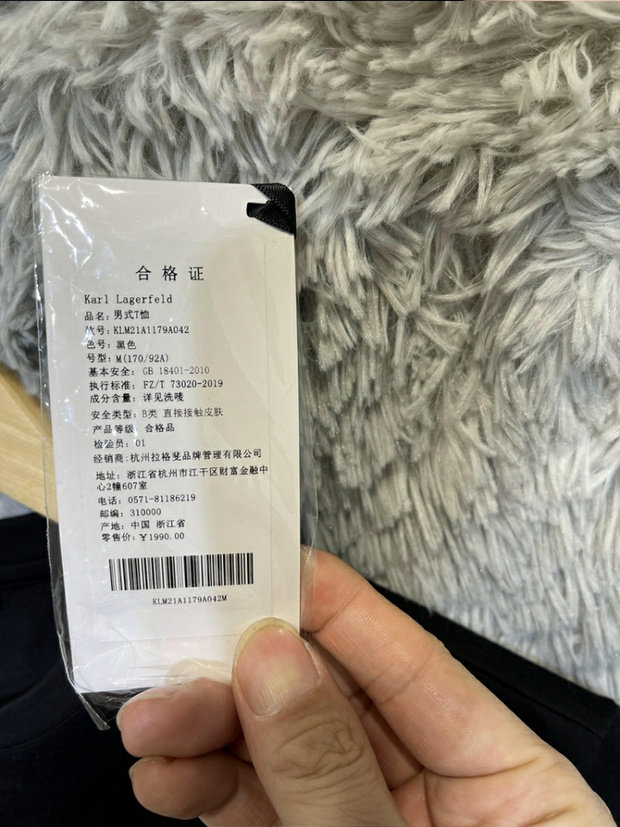 合格证
Karl Lagerfeld
品名: 男式T恤
款号: KLM21A1179A042
色号: 黑色
号型: M(170/92A)
基本安全: GB 18401-2010
执行标准: FZ/T 73020-2019
成分含量: 详见洗唛
安全类型: B类 直接接触皮肤
产品等级: 合格品
检验员: 01
经销商: 杭州拉格斐品牌管理有限公司
地址: 浙江省杭州市江干区财富金融中
心2幢607室
电话: 0571-81186219
邮编: 310000
产地: 中国 浙江省
零售价: ￥1990.00
KLM21A1179A042M